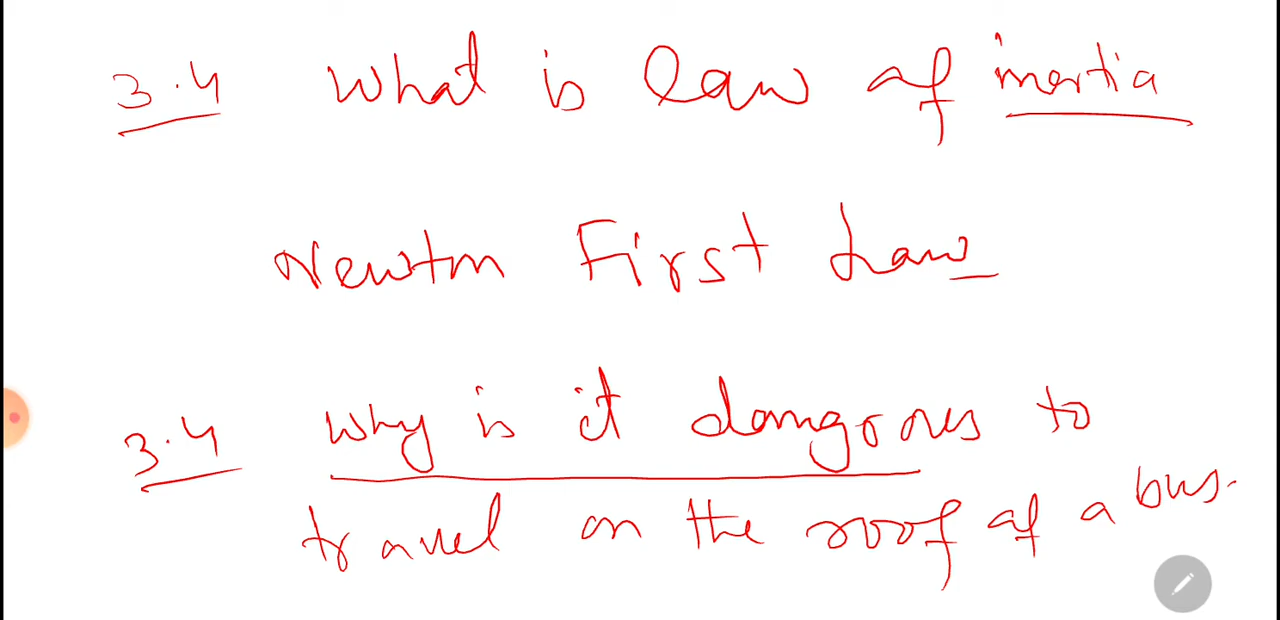 3.4 What is law of inertia
Newton First Law
3.4 Why is it dangrous to
travel on the roof of a bus.